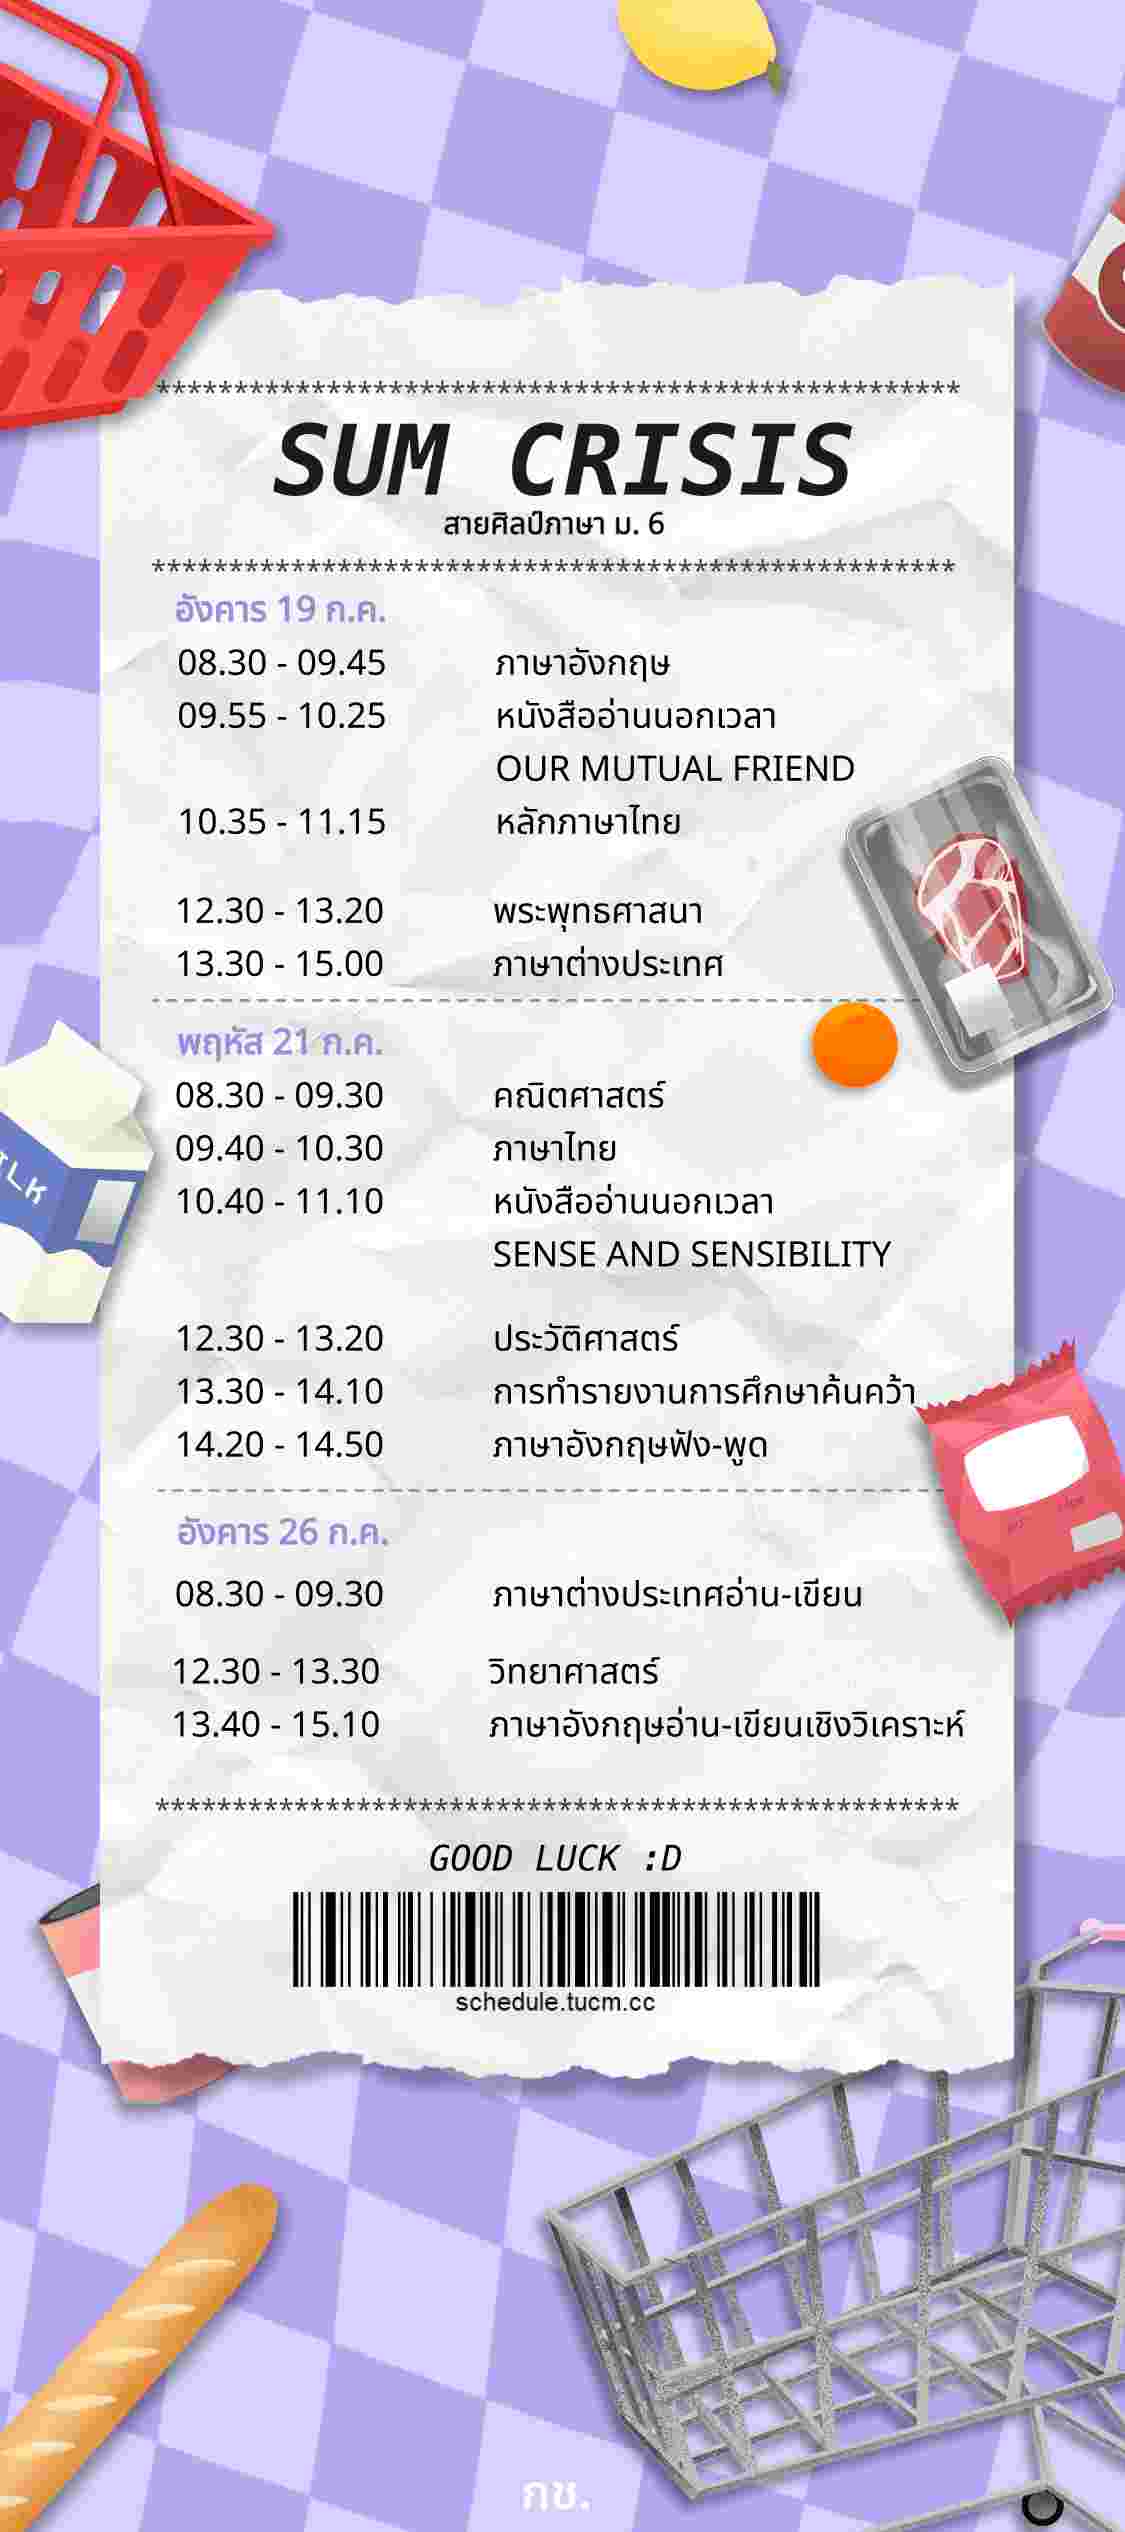 ***************************************************
SUM CRISIS
สายศิลป์ภาษา ม. 6
***************************************************
อังคาร 19 ก.ค.
08.30 - 09.45 ภาษาอังกฤษ
09.55 - 10.25 หนังสืออ่านนอกเวลา
OUR MUTUAL FRIEND
10.35 - 11.15 หลักภาษาไทย
12.30 - 13.20 พระพุทธศาสนา
13.30 - 15.00 ภาษาต่างประเทศ
พฤหัส 21 ก.ค.
08.30 - 09.30 คณิตศาสตร์
09.40 - 10.30 ภาษาไทย
10.40 - 11.10 หนังสืออ่านนอกเวลา
SENSE AND SENSIBILITY
12.30 - 13.20 ประวัติศาสตร์
13.30 - 14.10 การทำรายงานการศึกษาค้นคว้า
14.20 - 14.50 ภาษาอังกฤษฟัง-พูด
อังคาร 26 ก.ค.
08.30 - 09.30 ภาษาต่างประเทศอ่าน-เขียน
12.30 - 13.30 วิทยาศาสตร์
13.40 - 15.10 ภาษาอังกฤษอ่าน-เขียนเชิงวิเคราะห์
***************************************************
GOOD LUCK :D
schedule.tucm.cc
กช.